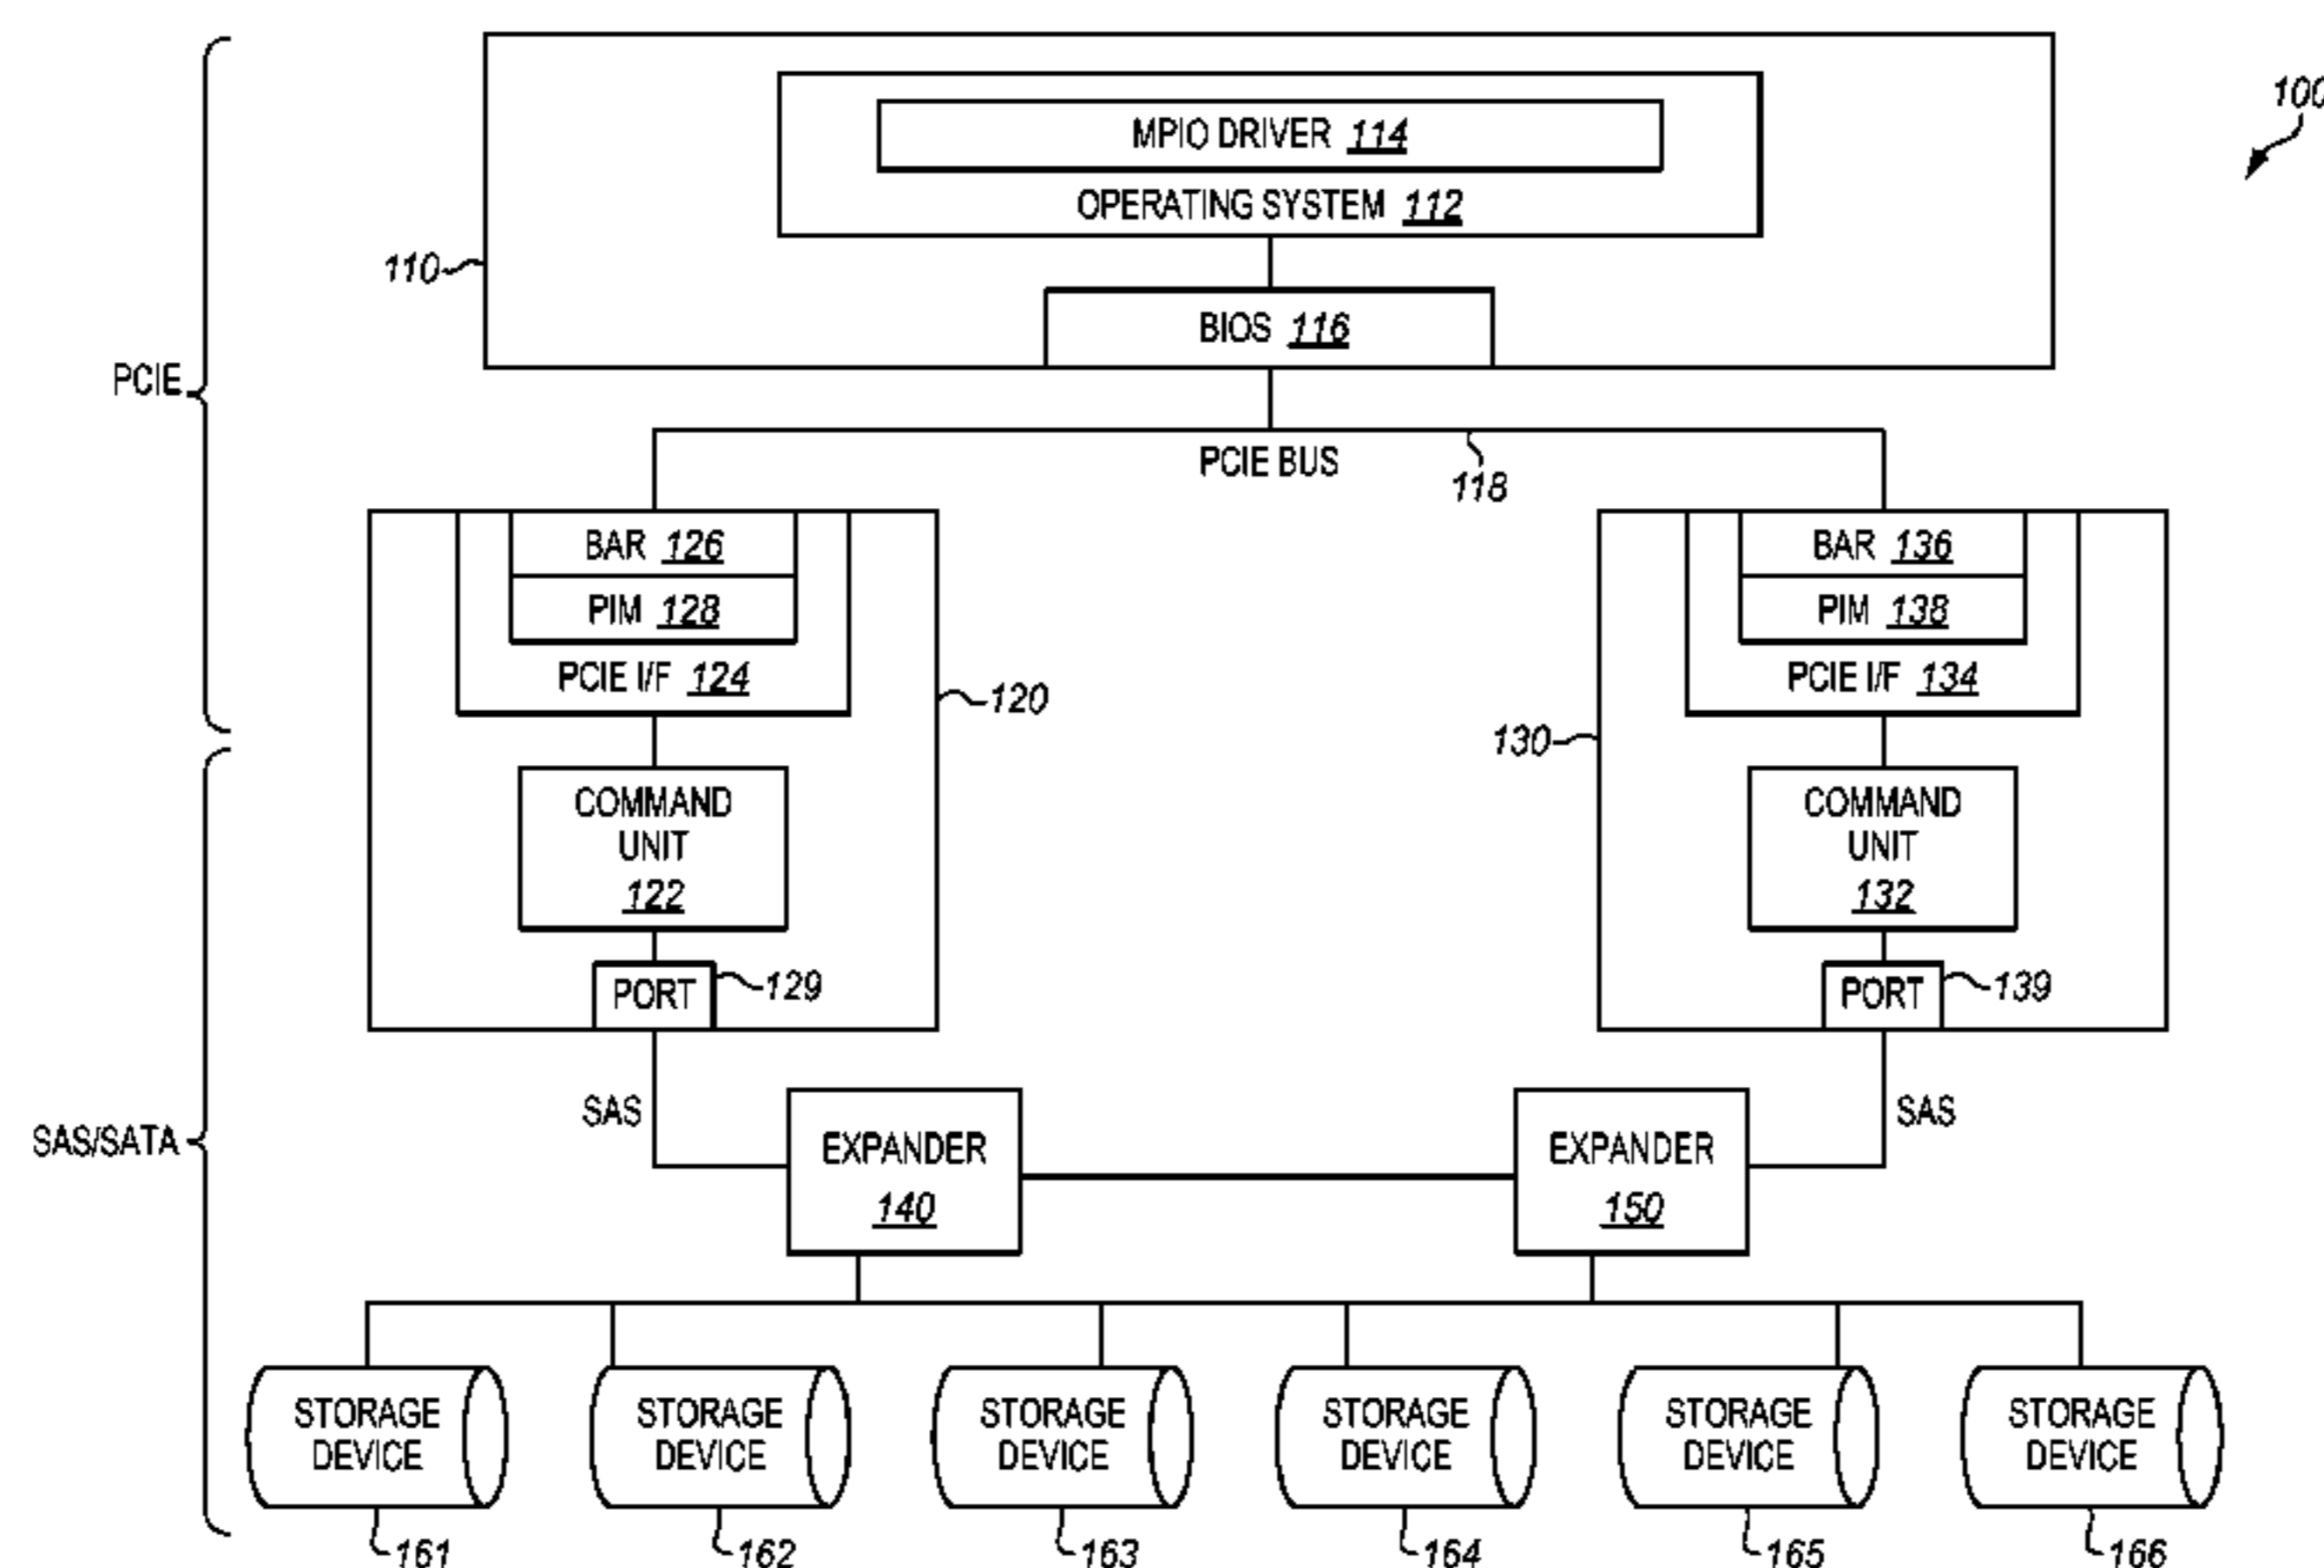 100
MPIO DRIVER 114
OPERATING SYSTEM 112
110
BIOS 116
PCIE
PCIE BUS
118
BAR 126
PIM 128
PCIE I/F 124
120
COMMAND
UNIT
122
PORT
129
BAR 136
PIM 138
PCIE I/F 134
130
COMMAND
UNIT
132
PORT
139
SAS/SATA
SAS
EXPANDER
140
EXPANDER
150
SAS
STORAGE
DEVICE
161
STORAGE
DEVICE
162
STORAGE
DEVICE
163
STORAGE
DEVICE
164
STORAGE
DEVICE
165
STORAGE
DEVICE
166